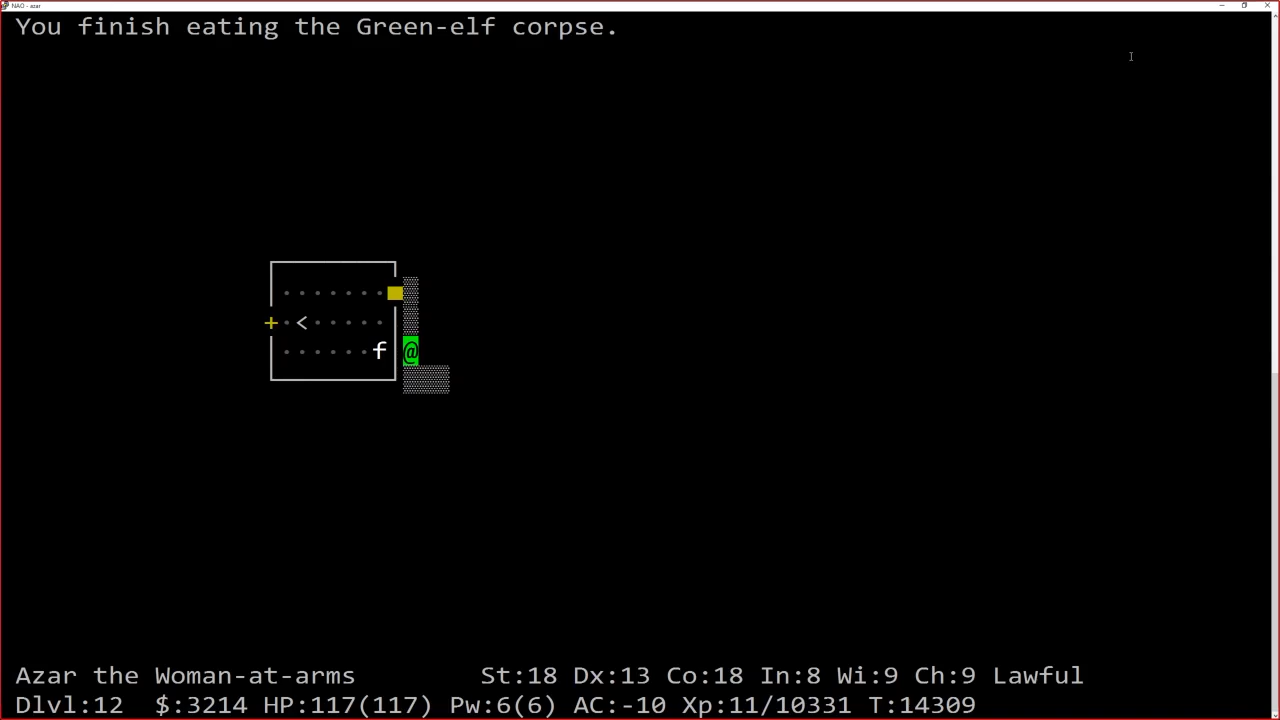 NAO - azar
You finish eating the Green-elf corpse.
· · · · · · ·
+ · < · · · · ·
@
· · · · · · f
Azar the Woman-at-arms St:18 Dx:13 Co:18 In:8 Wi:9 Ch:9 Lawful
Dlvl:12 $:3214 HP:117(117) Pw:6(6) AC:-10 Xp:11/10331 T:14309